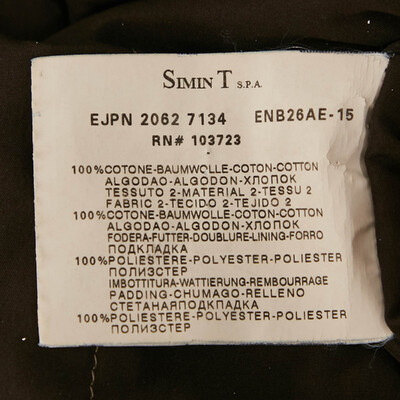 SIMIN T S.P.A.
EJPN 2062 7134 ENB26AE-15
RN# 103723
100%COTONE-BAUMWOLLE-COTON-COTTON
ALGODAO-ALGODON-ХЛОПОК
TESSUTO 2-MATERIAL 2-TESSU 2
FABRIC 2-TECIDO 2-TEJIDO 2
100%COTONE-BAUMWOLLE-COTON-COTTON
ALGODAO-ALGODON-ХЛОПОК
FODERA-FUTTER-DOUBLURE-LINING-FORRO
ПОДКЛАДКА
100%POLIESTERE-POLYESTER-POLIESTER
ПОЛИЭСТЕР
IMBOTTITURA-WATTIERUNG-REMBOURRAGE
PADDING-CHUMAGO-RELLENO
СТЕГАНАЯПОДКЛАДКА
100%POLIESTERE-POLYESTER-POLIESTER
ПОЛИЭСТЕР